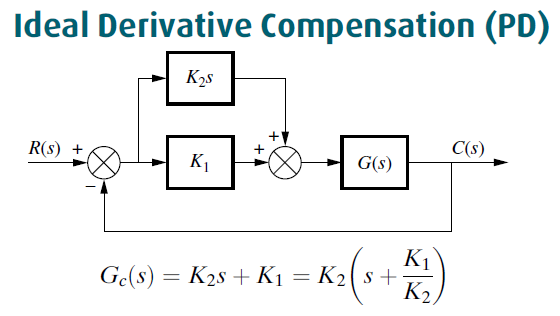 Ideal Derivative Compensation (PD)
K₂s
R(s) + K₁ + + G(s) C(s)
−
G_c(s) = K₂s + K₁ = K₂(s + K₁/K₂)